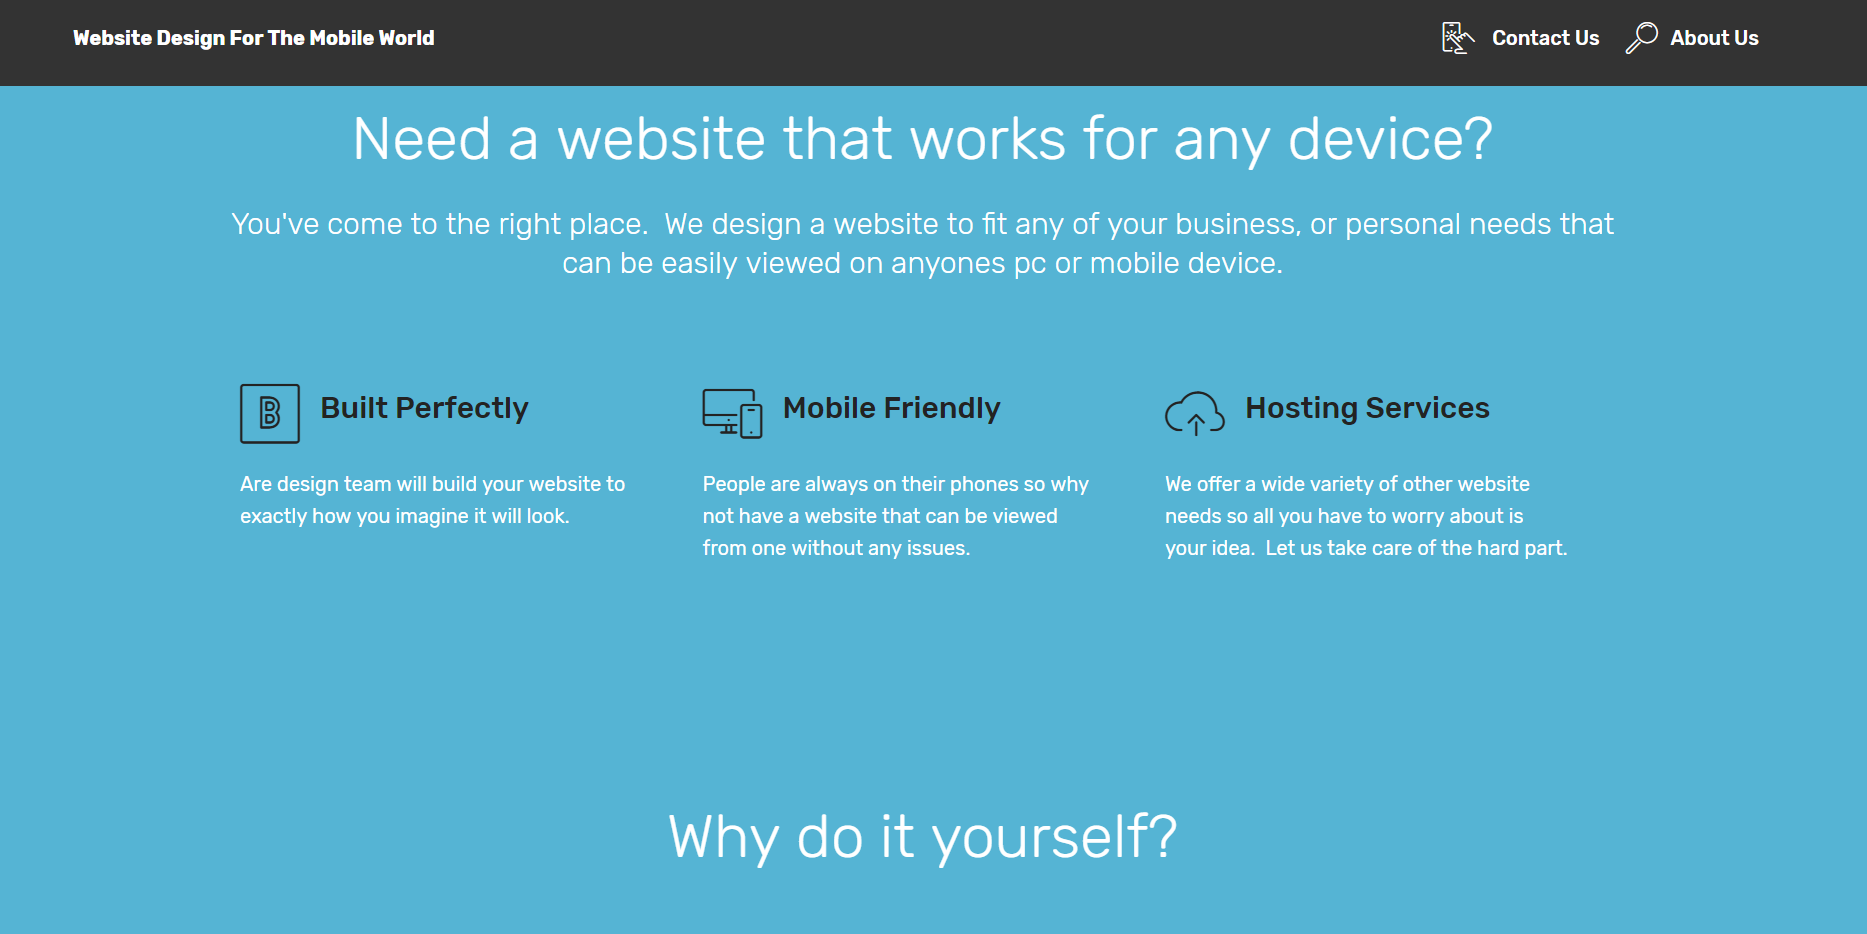 Website Design For The Mobile World
Contact Us
About Us
Need a website that works for any device?
You've come to the right place.  We design a website to fit any of your business, or personal needs that
can be easily viewed on anyones pc or mobile device.
B
Built Perfectly
Are design team will build your website to
exactly how you imagine it will look.
Mobile Friendly
People are always on their phones so why
not have a website that can be viewed
from one without any issues.
Hosting Services
We offer a wide variety of other website
needs so all you have to worry about is
your idea.  Let us take care of the hard part.
Why do it yourself?